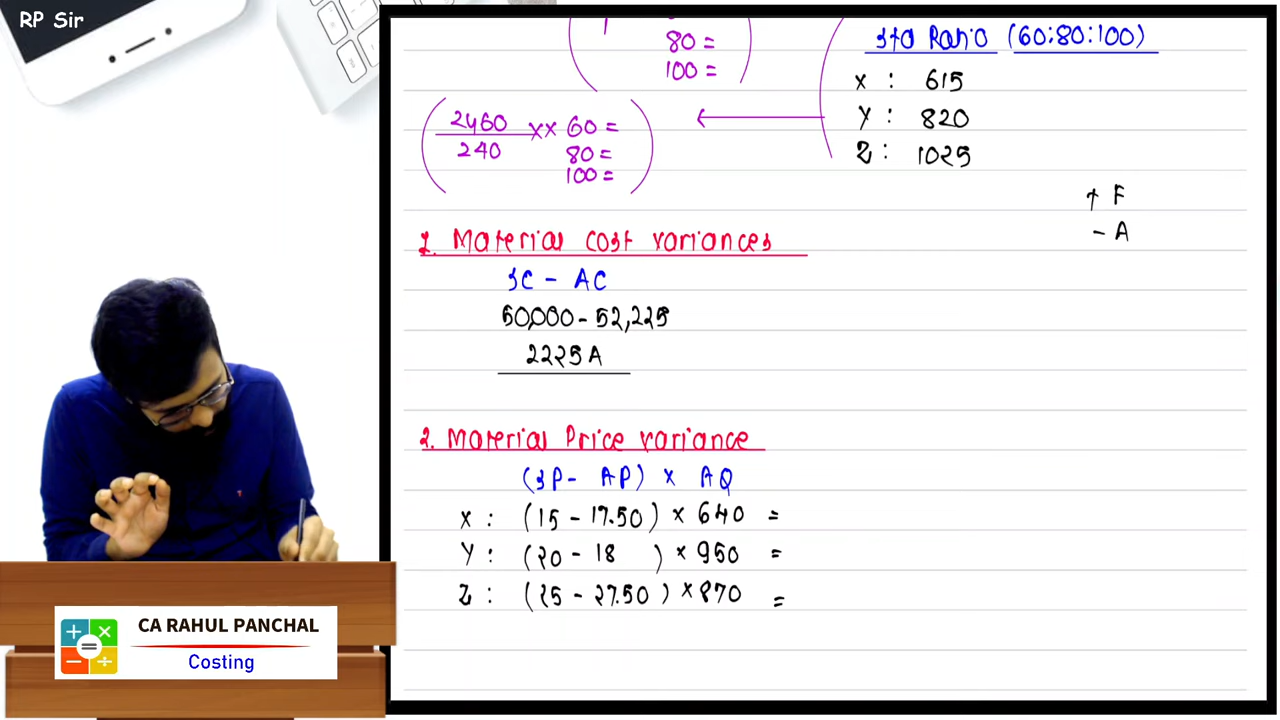 RP Sir
80 =
100 =
Std Ratio (60:80:100)
X : 615
Y : 820
Z : 1025
2460
240
×× 60 =
80 =
100 =
+ F
- A
1. Material Cost variances
SC - AC
50,000 - 52,225
2225 A
2. Material Price variance
(SP - AP) × AQ
X : (15 - 17.50) × 640 =
Y : (20 - 18 ) × 950 =
Z : (25 - 27.50) × 870 =
CA RAHUL PANCHAL
Costing